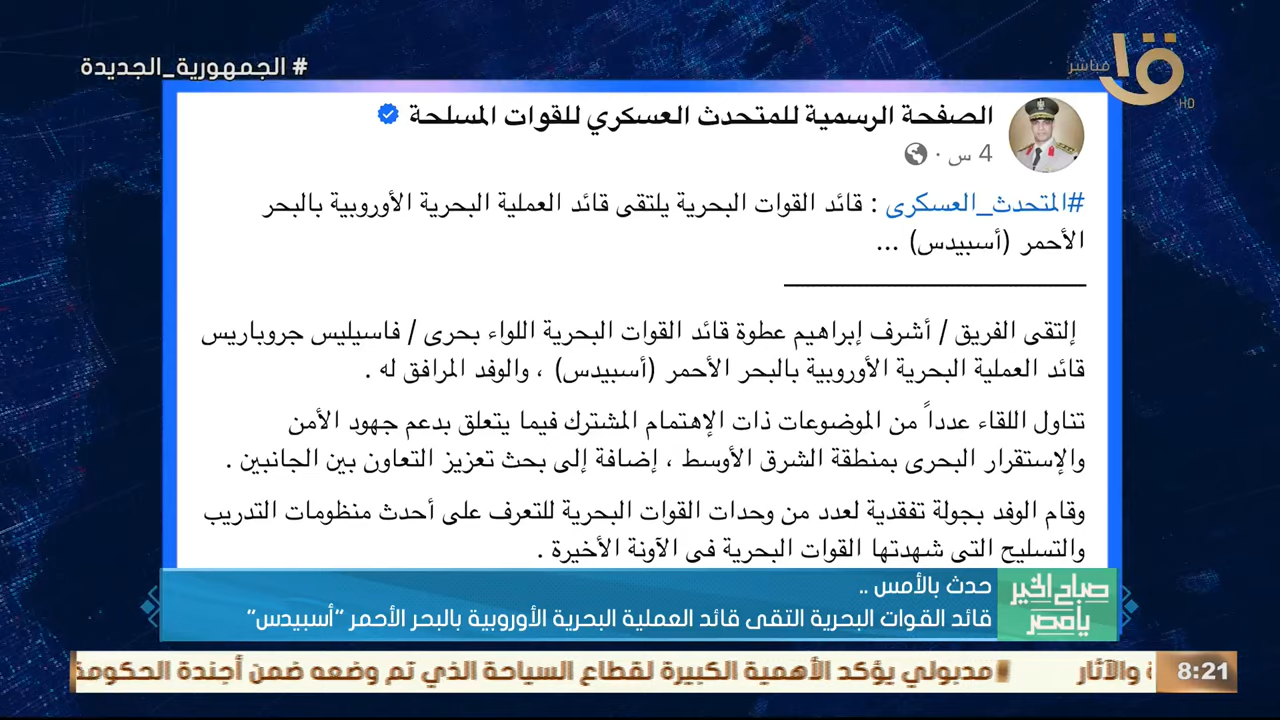 # الجمهورية_الجديدة
مباشر
HD
الصفحة الرسمية للمتحدث العسكري للقوات المسلحة
4 س ·
#المتحدث_العسكرى : قائد القوات البحرية يلتقى قائد العملية البحرية الأوروبية بالبحر
الأحمر (أسبيدس) ...
إلتقى الفريق / أشرف إبراهيم عطوة قائد القوات البحرية اللواء بحرى / فاسيليس جروباريس
قائد العملية البحرية الأوروبية بالبحر الأحمر (أسبيدس) ، والوفد المرافق له .
تناول اللقاء عدداً من الموضوعات ذات الإهتمام المشترك فيما يتعلق بدعم جهود الأمن
والإستقرار البحرى بمنطقة الشرق الأوسط ، إضافة إلى بحث تعزيز التعاون بين الجانبين .
وقام الوفد بجولة تفقدية لعدد من وحدات القوات البحرية للتعرف على أحدث منظومات التدريب
والتسليح التى شهدتها القوات البحرية فى الآونة الأخيرة .
صباح الخير
يا مصر
حدث بالأمس ..
قائد القوات البحرية التقى قائد العملية البحرية الأوروبية بالبحر الأحمر "أسبيدس"
8:21
والآثار
مدبولي يؤكد الأهمية الكبيرة لقطاع السياحة الذي تم وضعه ضمن أجندة الحكومة